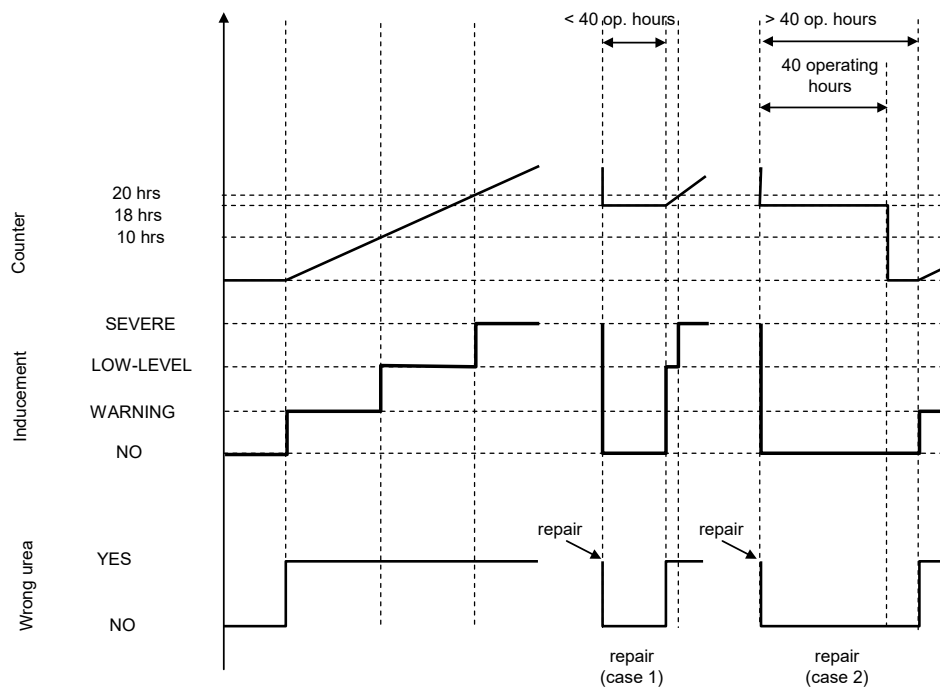 < 40 op. hours
> 40 op. hours
40 operating
hours
Counter
20 hrs
18 hrs
10 hrs
Inducement
SEVERE
LOW-LEVEL
WARNING
NO
Wrong urea
YES
NO
repair
repair
repair
(case 1)
repair
(case 2)